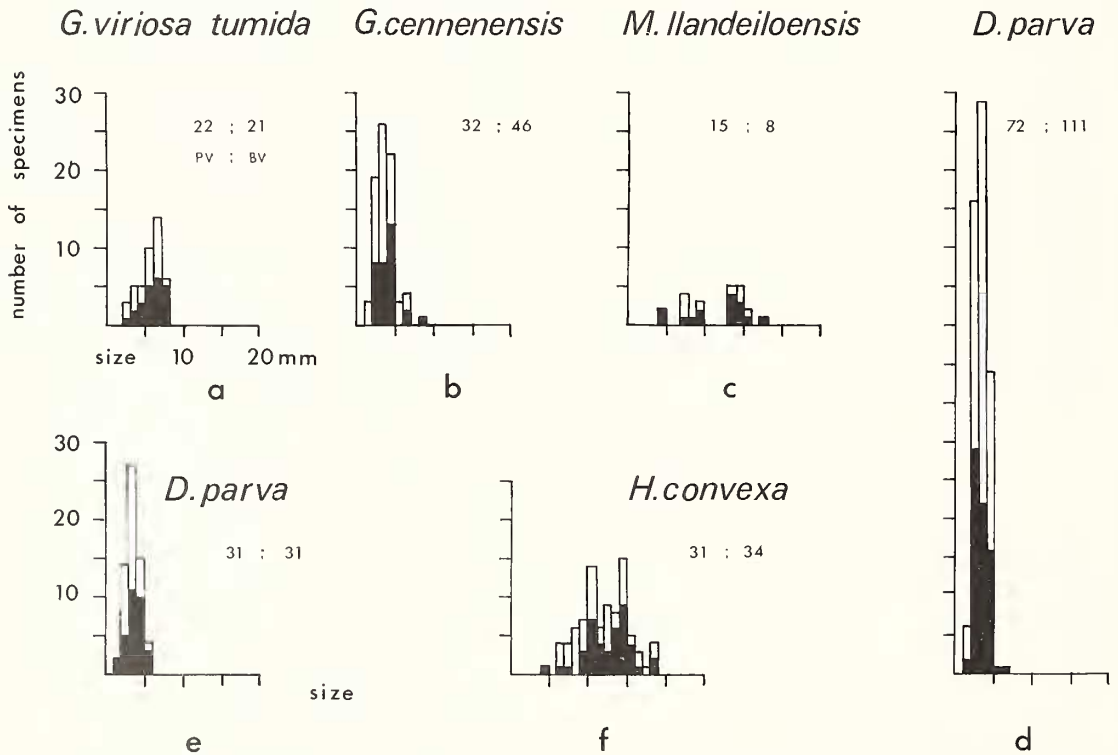 G. viriosa tumida
G. cennenensis
M. llandeiloensis
D. parva
number of specimens
30
20
10
22 ; 21
PV : BV
32 ; 46
15 : 8
72 : 111
size 10 20 mm
a
b
c
30
20
10
D. parva
31 : 31
H. convexa
31 : 34
size
e
f
d